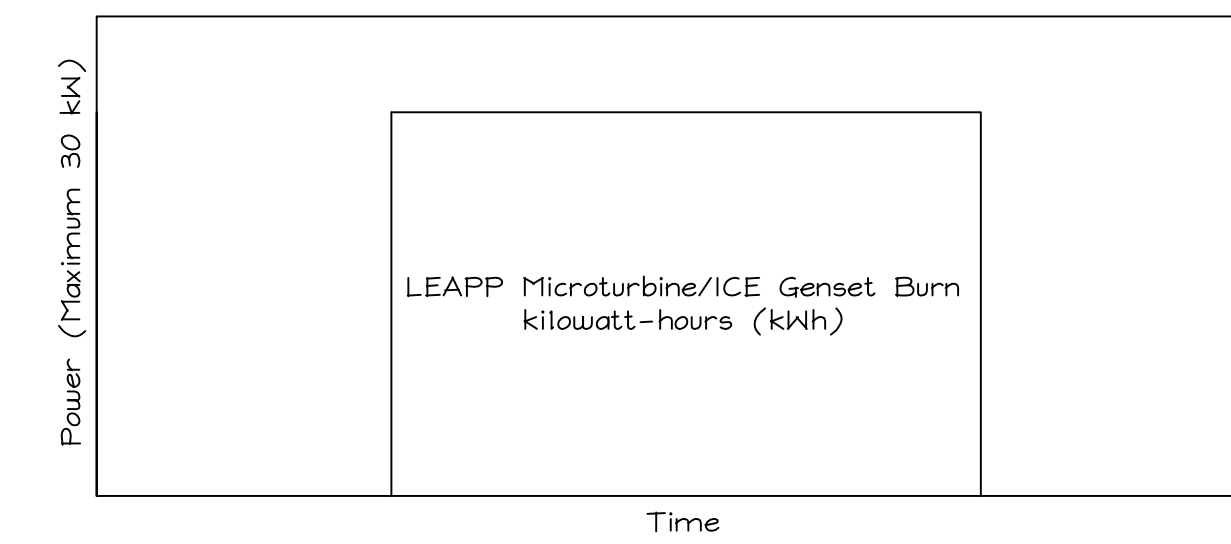 Power (Maximum 30 kW)
LEAPP Microturbine/ICE Genset Burn
kilowatt-hours (kWh)
Time